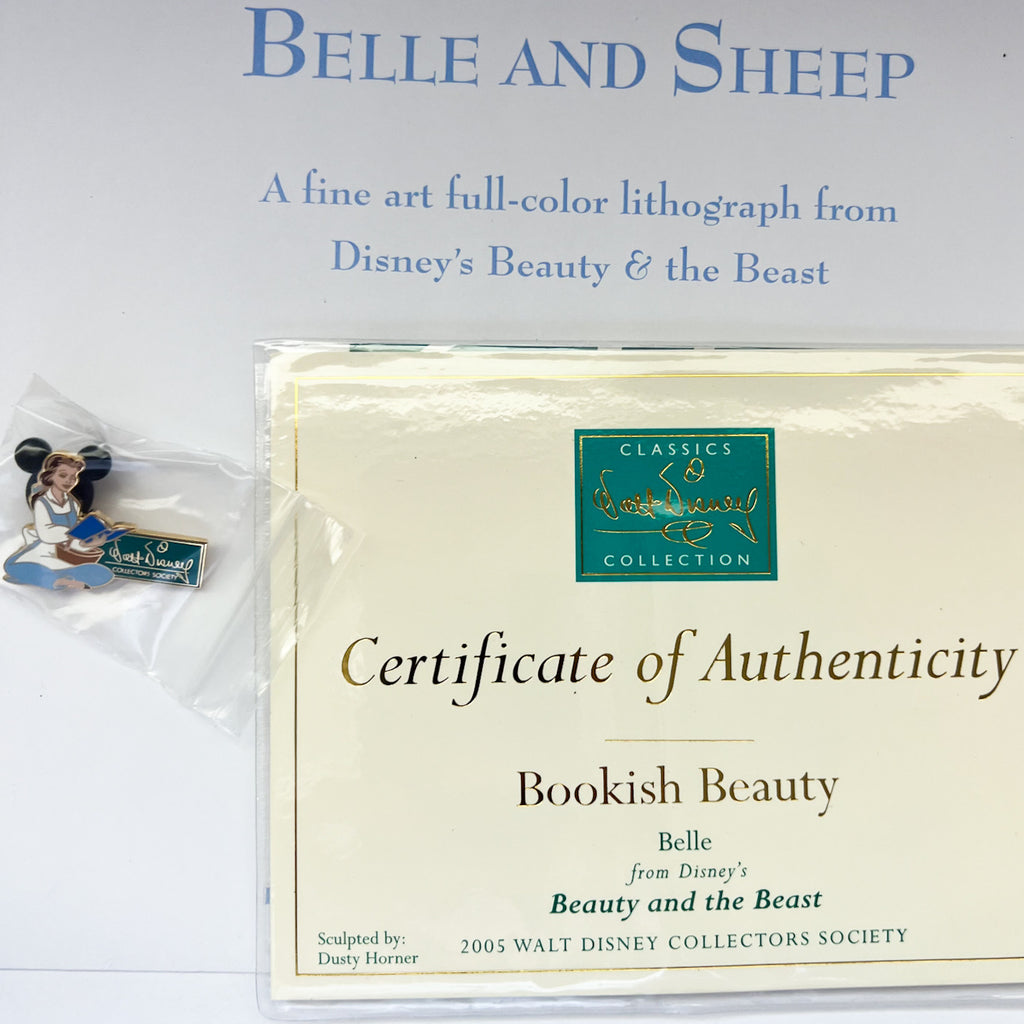 BELLE AND SHEEP
A fine art full-color lithograph from
Disney's Beauty & the Beast
Walt Disney
COLLECTORS SOCIETY
CLASSICS
Walt Disney
COLLECTION
Certificate of Authenticity
Bookish Beauty
Belle
from Disney's
Beauty and the Beast
Sculpted by:
Dusty Horner
2005 WALT DISNEY COLLECTORS SOCIETY